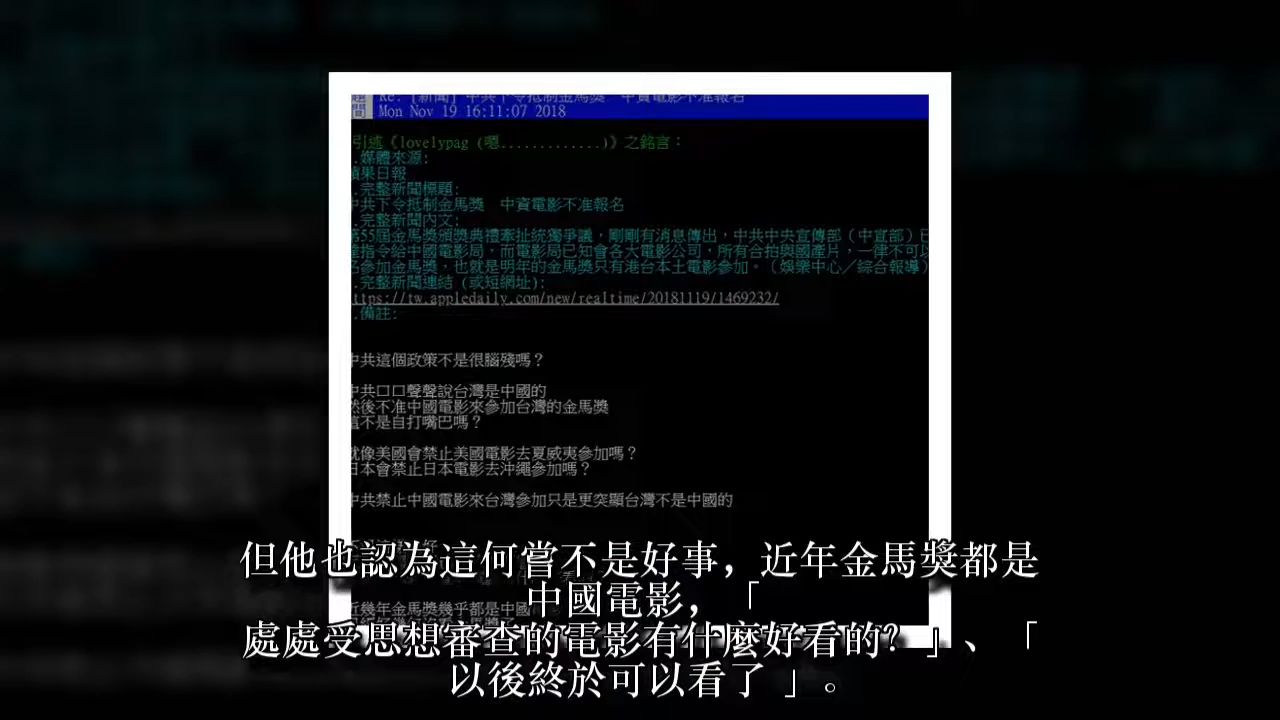 題 Re: [新聞] 中共下令抵制金馬獎 中資電影不准報名
間 Mon Nov 19 16:11:07 2018
引述《lovelypag (嗯.............)》之銘言：
.媒體來源:
蘋果日報
.完整新聞標題:
中共下令抵制金馬獎 中資電影不准報名
.完整新聞內文:
第55屆金馬獎頒獎典禮牽扯統獨爭議，剛剛有消息傳出，中共中央宣傳部（中宣部）已
指令給中國電影局，而電影局已知會各大電影公司，所有合拍與國產片，一律不可以
名參加金馬獎，也就是明年的金馬獎只有港台本土電影參加。（娛樂中心／綜合報導）
.完整新聞連結 (或短網址):
https://tw.appledaily.com/new/realtime/20181119/1469232/
.備註:
中共這個政策不是很腦殘嗎？
中共口口聲聲說台灣是中國的
然後不准中國電影來參加台灣的金馬獎
這不是自打嘴巴嗎？
就像美國會禁止美國電影去夏威夷參加嗎？
日本會禁止日本電影去沖繩參加嗎？
中共禁止中國電影來台灣參加只是更突顯台灣不是中國的
近幾年金馬獎幾乎都是中國
但他也認為這何嘗不是好事，近年金馬獎都是
中國電影，「
處處受思想審查的電影有什麼好看的？」、「
以後終於可以看了 」。